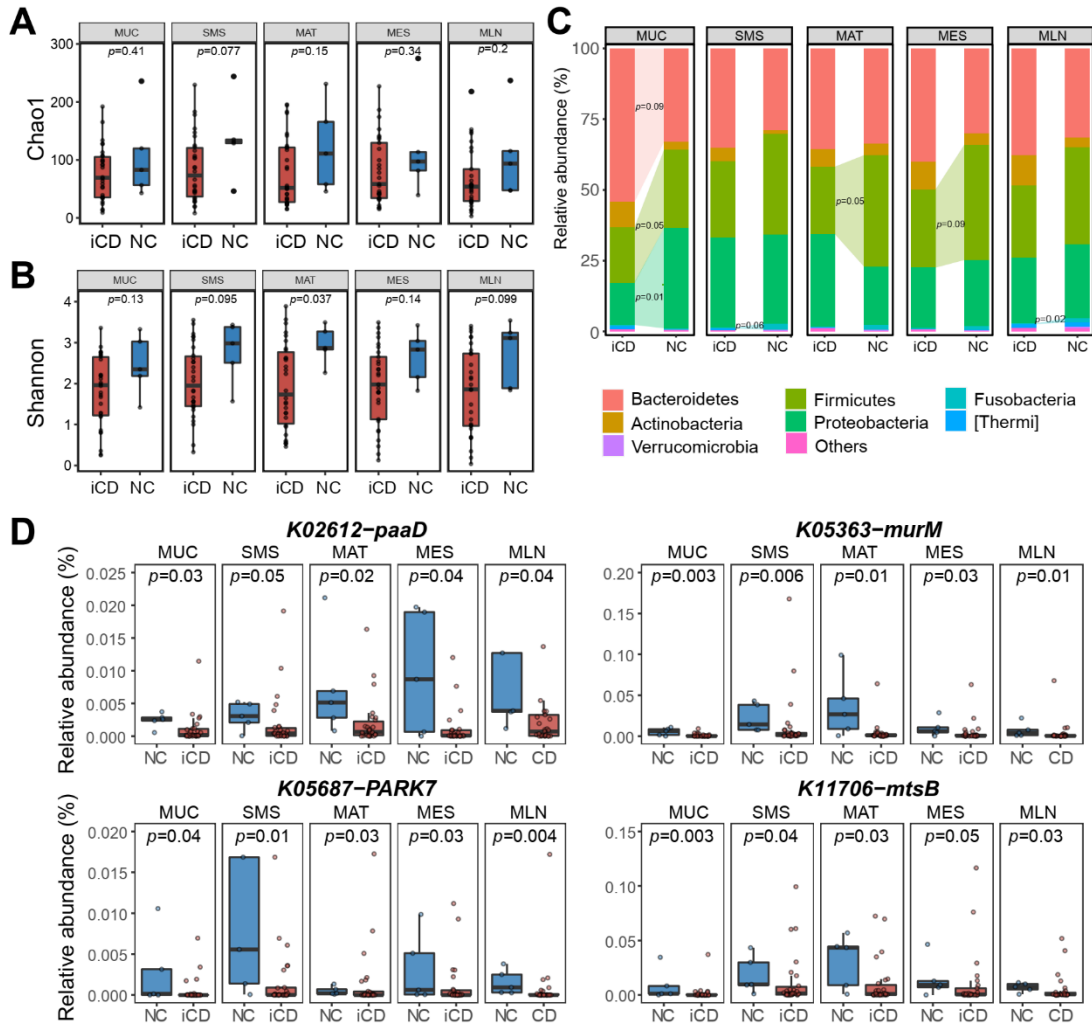 A
MUC SMS MAT MES MLN
p=0.41 p=0.077 p=0.15 p=0.34 p=0.2
Chao1
300
200
100
0
iCD NC iCD NC iCD NC iCD NC iCD NC
B
MUC SMS MAT MES MLN
p=0.13 p=0.095 p=0.037 p=0.14 p=0.099
Shannon
4
3
2
1
0
iCD NC iCD NC iCD NC iCD NC iCD NC
C
MUC SMS MAT MES MLN
Relative abundance (%)
100
75
50
25
0
p=0.09
p=0.05
p=0.01
p=0.06
p=0.05
p=0.09
p=0.02
iCD NC iCD NC iCD NC iCD NC iCD NC
Bacteroidetes Firmicutes Fusobacteria
Actinobacteria Proteobacteria [Thermi]
Verrucomicrobia Others
D
K02612−paaD
MUC SMS MAT MES MLN
p=0.03 p=0.05 p=0.02 p=0.04 p=0.04
Relative abundance (%)
0.025
0.020
0.015
0.010
0.005
0.000
NC iCD NC iCD NC iCD NC iCD NC CD
K05363−murM
MUC SMS MAT MES MLN
p=0.003 p=0.006 p=0.01 p=0.03 p=0.01
0.20
0.15
0.10
0.05
0.00
NC iCD NC iCD NC iCD NC iCD NC CD
K05687−PARK7
MUC SMS MAT MES MLN
p=0.04 p=0.01 p=0.03 p=0.03 p=0.004
Relative abundance (%)
0.020
0.015
0.010
0.005
0.000
NC iCD NC iCD NC iCD NC iCD NC CD
K11706−mtsB
MUC SMS MAT MES MLN
p=0.003 p=0.04 p=0.03 p=0.05 p=0.03
0.15
0.10
0.05
0.00
NC iCD NC iCD NC iCD NC iCD NC CD